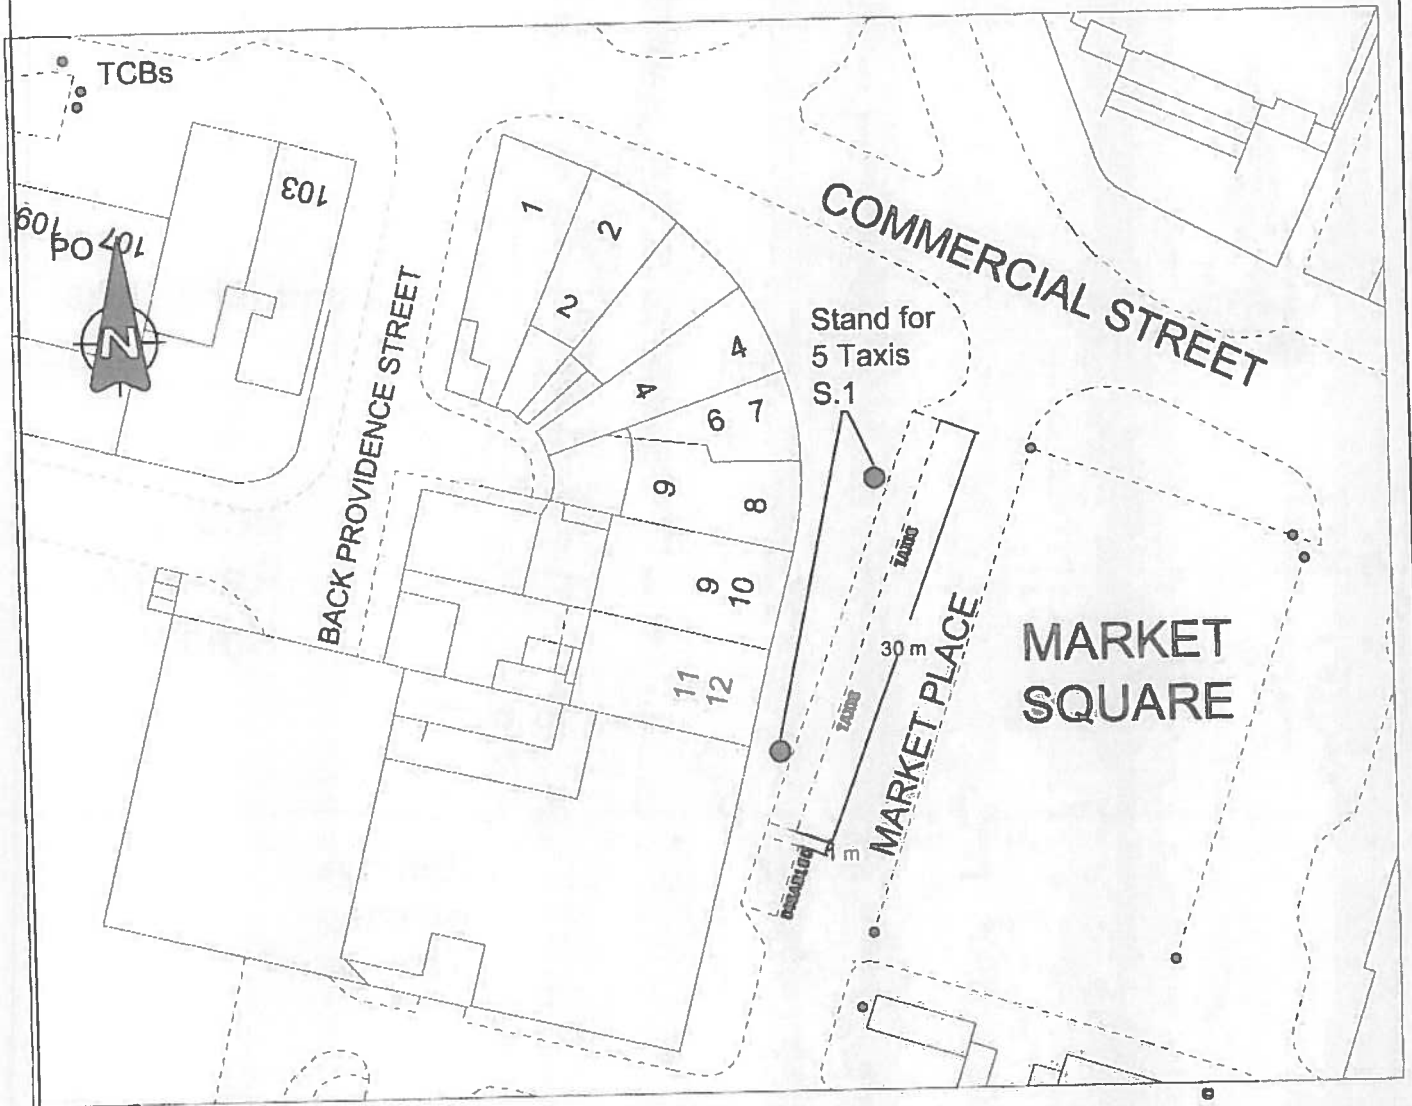 TCBs
103
109
PO
107
N
1
2
2
4
4
6
7
9
8
9
10
11
12
BACK PROVIDENCE STREET
COMMERCIAL STREET
Stand for
5 Taxis
S.1
TAXIS
TAXIS
30 m
1 m
DISABLED
MARKET PLACE
MARKET
SQUARE